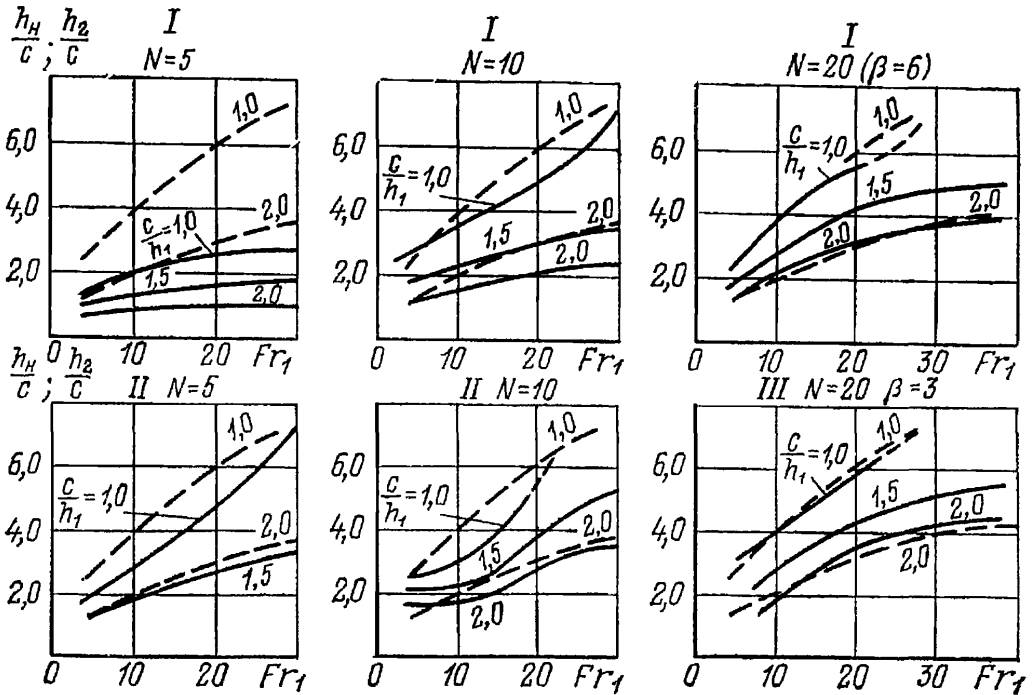 h_н/c ; h_2/c
I
N=5
6,0
4,0
2,0
1,0
c/h_1=1,0
2,0
1,5
2,0
0
10
20
Fr_1
I
N=10
6,0
4,0
2,0
1,0
c/h_1=1,0
1,5
2,0
2,0
0
10
20
Fr_1
I
N=20 (β=6)
6,0
4,0
2,0
1,0
c/h_1=1,0
1,5
2,0
2,0
0
10
20
30
Fr_1
h_н/c ; h_2/c
II N=5
6,0
4,0
2,0
1,0
c/h_1=1,0
2,0
1,5
0
10
20
Fr_1
II N=10
6,0
4,0
2,0
1,0
c/h_1=1,0
1,5
2,0
2,0
0
10
20
Fr_1
III N=20 β=3
6,0
4,0
2,0
1,0
c/h_1=1,0
1,5
2,0
2,0
0
10
20
30
Fr_1